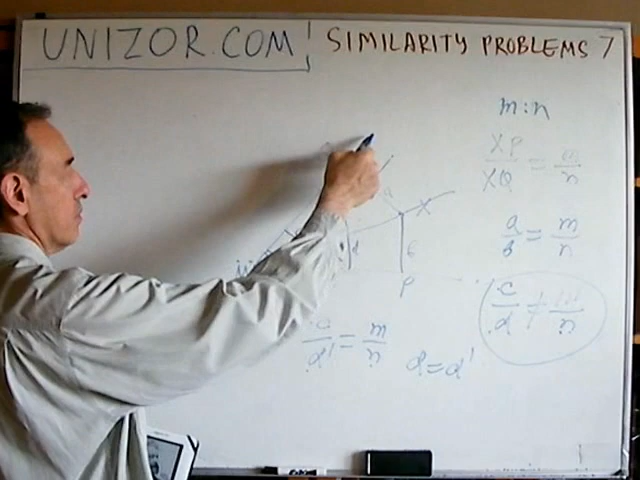 UNIZOR.COM SIMILARITY PROBLEMS 7
m:n
XP/XQ = m/n
a/b = m/n
c/d ≠ m/n
c/d' = m/n d = d'
X
d
b
P